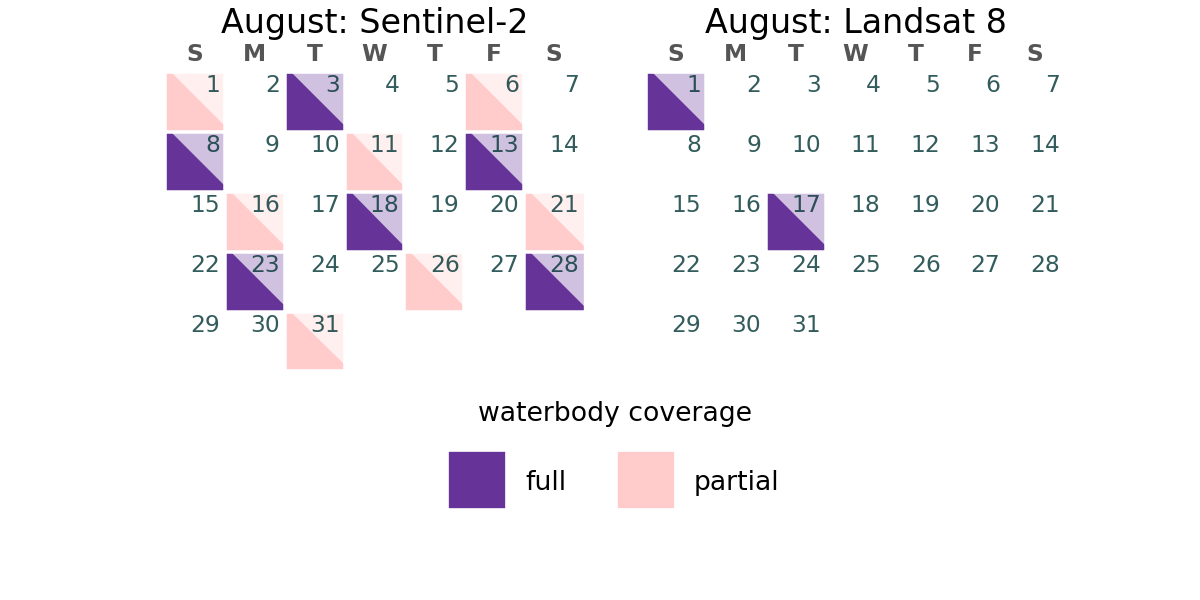 August: Sentinel-2
S M T W T F S
1 2 3 4 5 6 7
8 9 10 11 12 13 14
15 16 17 18 19 20 21
22 23 24 25 26 27 28
29 30 31
August: Landsat 8
S M T W T F S
1 2 3 4 5 6 7
8 9 10 11 12 13 14
15 16 17 18 19 20 21
22 23 24 25 26 27 28
29 30 31
waterbody coverage
full partial